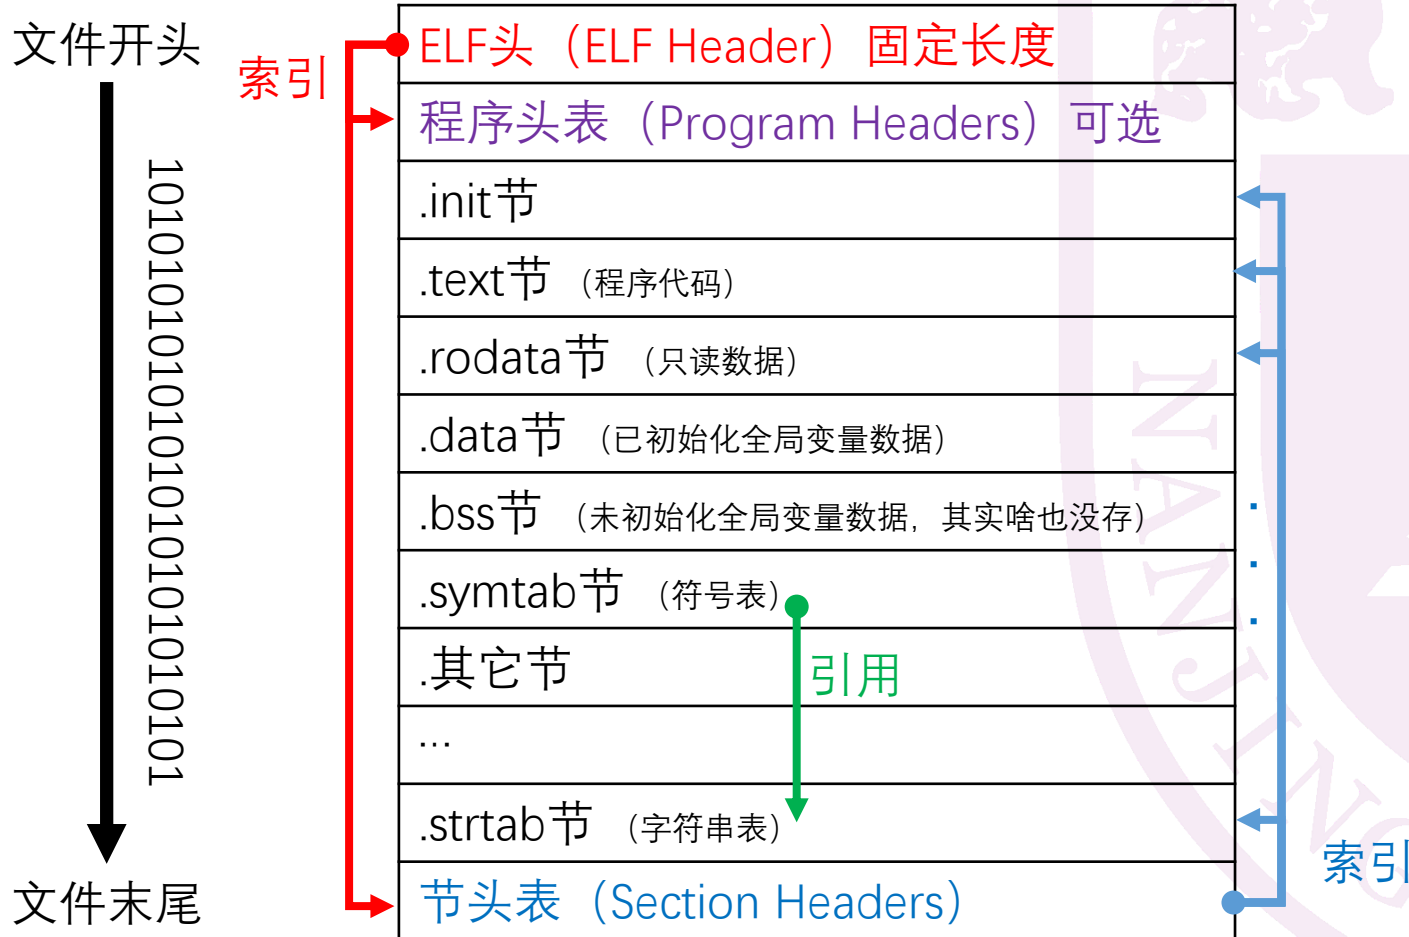 文件开头
索引
ELF头（ELF Header）固定长度
程序头表（Program Headers）可选
.init节
.text节 （程序代码）
.rodata节 （只读数据）
.data节 （已初始化全局变量数据）
.bss节 （未初始化全局变量数据，其实啥也没存）
.symtab节 （符号表）
.其它节
引用
...
.strtab节 （字符串表）
节头表（Section Headers）
索引
文件末尾
NANJING